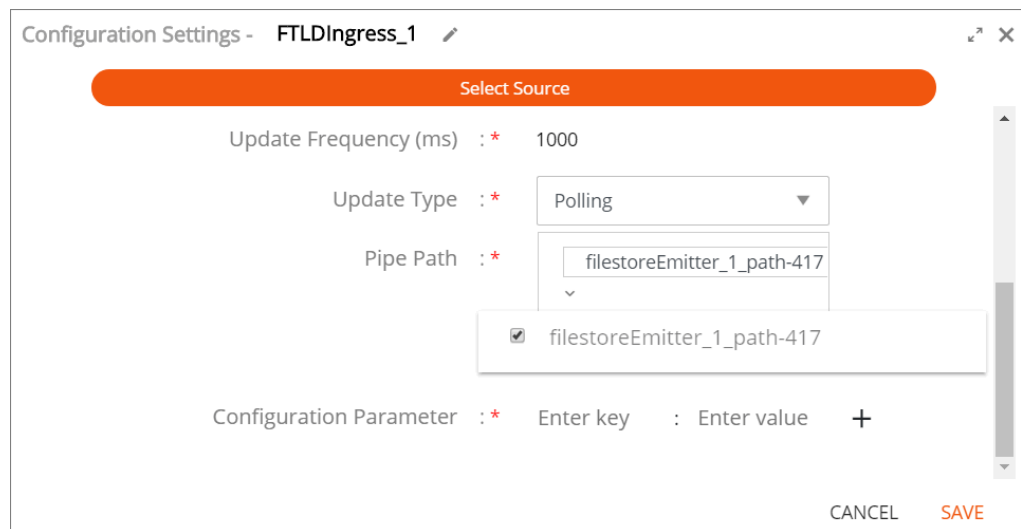 Configuration Settings - FTLDIngress_1
Select Source
Update Frequency (ms) : * 1000
Update Type : * Polling
Pipe Path : * filestoreEmitter_1_path-417
filestoreEmitter_1_path-417
Configuration Parameter : * Enter key : Enter value +
CANCEL SAVE